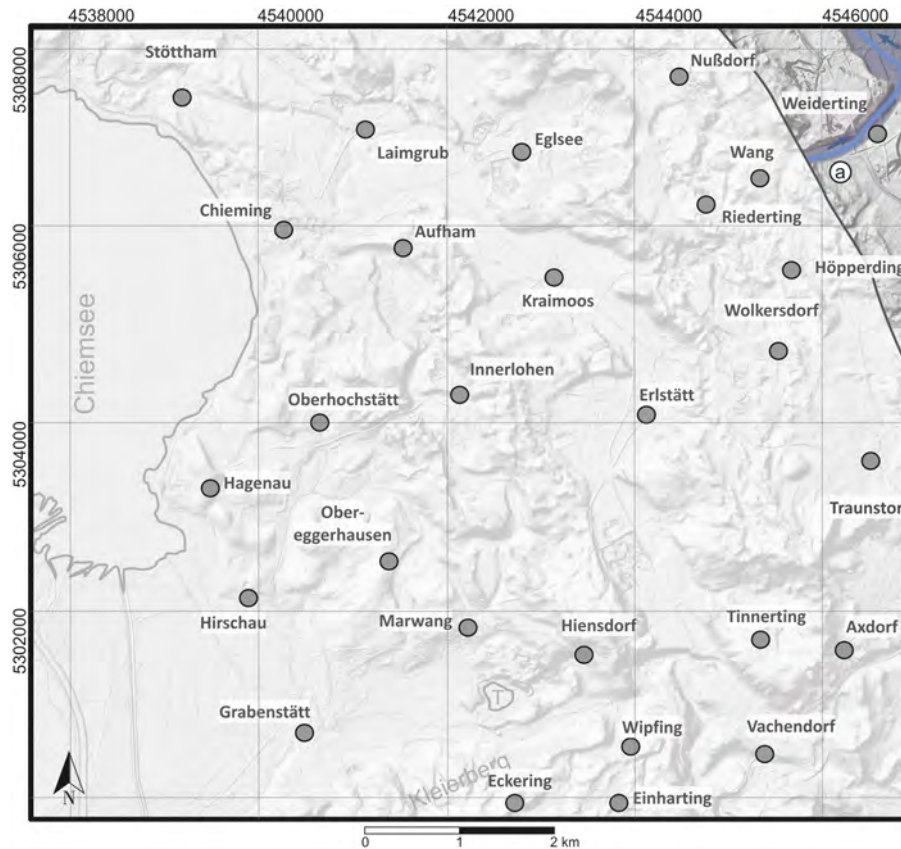 4538000
4540000
4542000
4544000
4546000
Stöttham
5308000
Nußdorf
Weiderting
Laimgrub
Eglsee
Wang
a
Chieming
Riederting
Aufham
5306000
Höpperding
Kraimoos
Wolkersdorf
Chiemsee
Innerlohen
Oberhochstätt
Erlstätt
5304000
Hagenau
Traunstor
Ober-
eggerhausen
Hirschau
Marwang
Hiensdorf
Tinnerting
Axdorf
5302000
T
Grabenstätt
Wipfing
Vachendorf
Kleierberg
Eckering
Einharting
N
0 1 2 km